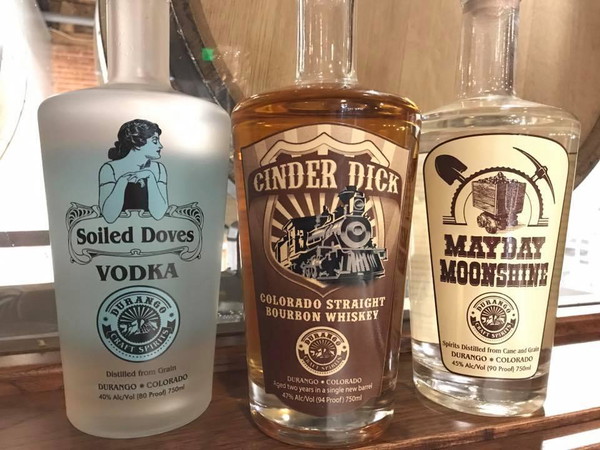 Soiled Doves
VODKA
DURANGO
CRAFT SPIRITS
Distilled from Grain
DURANGO ★ COLORADO
40% Alc/Vol (80 Proof) 750ml
CINDER DICK
COLORADO STRAIGHT
BOURBON WHISKEY
DURANGO
CRAFT SPIRITS
DURANGO ★ COLORADO
Aged two years in a single new barrel
47% Alc/Vol (94 Proof) 750ml
MAYDAY
MOONSHINE
DURANGO
CRAFT SPIRITS
Spirits Distilled from Cane and Grain
DURANGO ★ COLORADO
45% Alc/Vol (90 Proof) 750ml